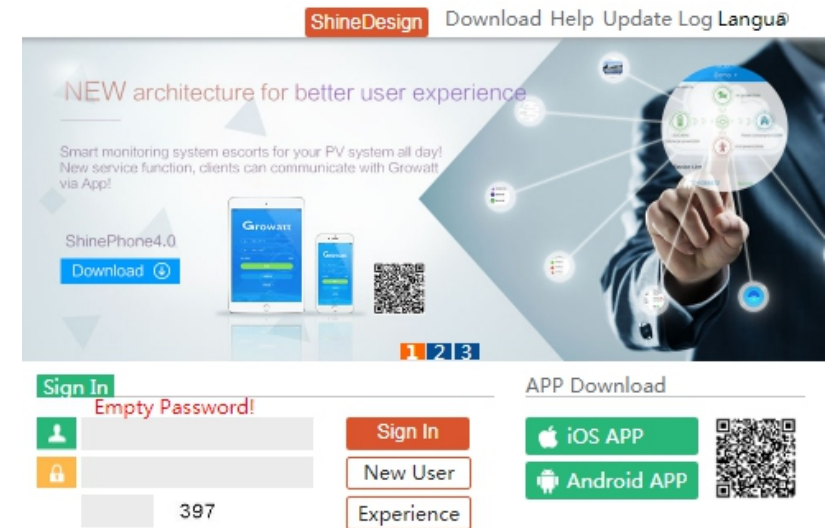 ShineDesign Download Help Update Log Langua
NEW architecture for better user experience
Smart monitoring system escorts for your PV system all day!
New service function, clients can communicate with Growatt
via App!
ShinePhone4.0
Download
Growatt
1 2 3
Sign In
Empty Password!
Sign In
New User
397
Experience
APP Download
iOS APP
Android APP